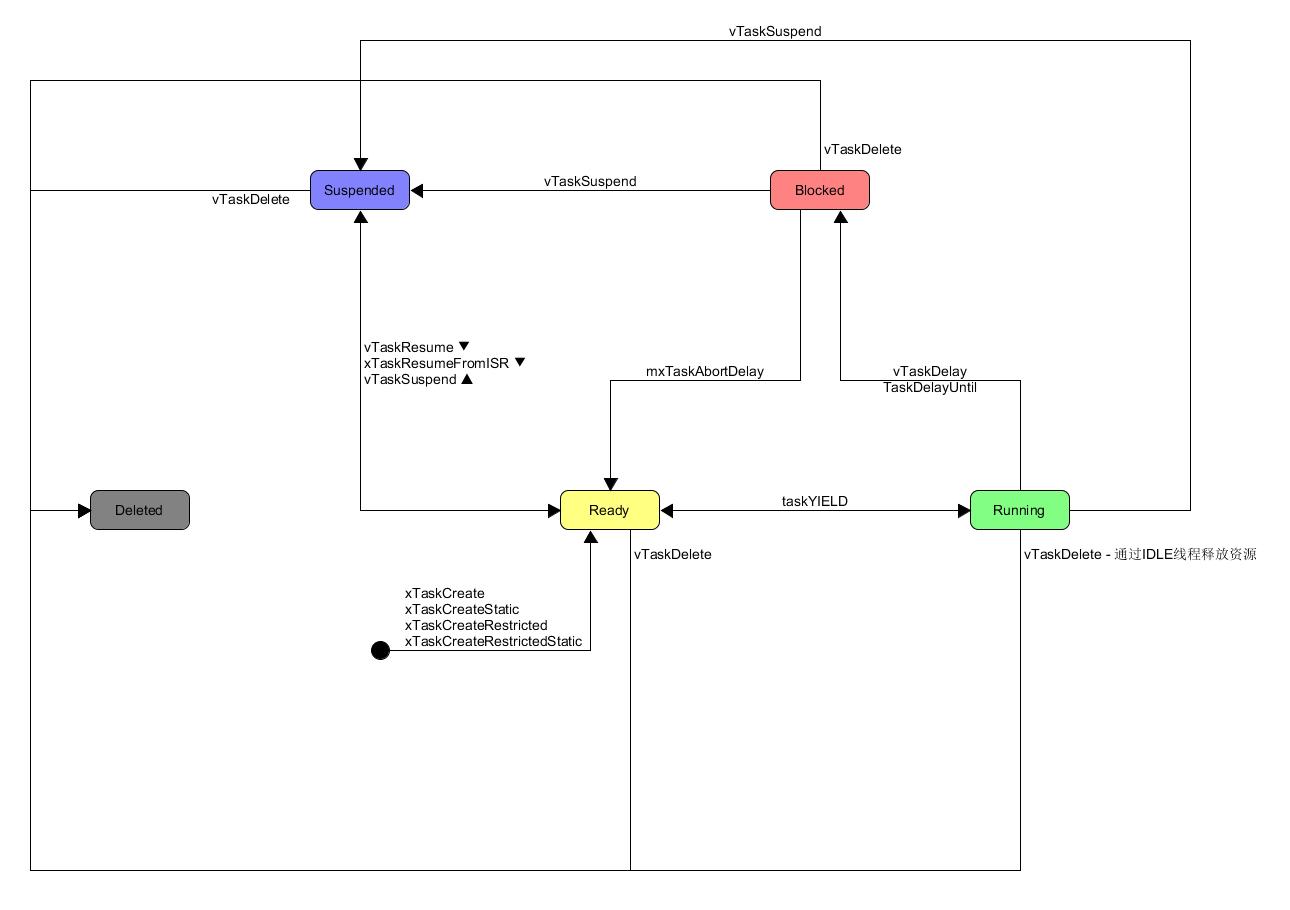 vTaskSuspend
vTaskDelete
Suspended
vTaskSuspend
Blocked
vTaskDelete
vTaskResume ▼
xTaskResumeFromISR ▼
vTaskSuspend ▲
mxTaskAbortDelay
vTaskDelay
TaskDelayUntil
Deleted
Ready
taskYIELD
Running
vTaskDelete
vTaskDelete - 通过IDLE线程释放资源
xTaskCreate
xTaskCreateStatic
xTaskCreateRestricted
xTaskCreateRestrictedStatic